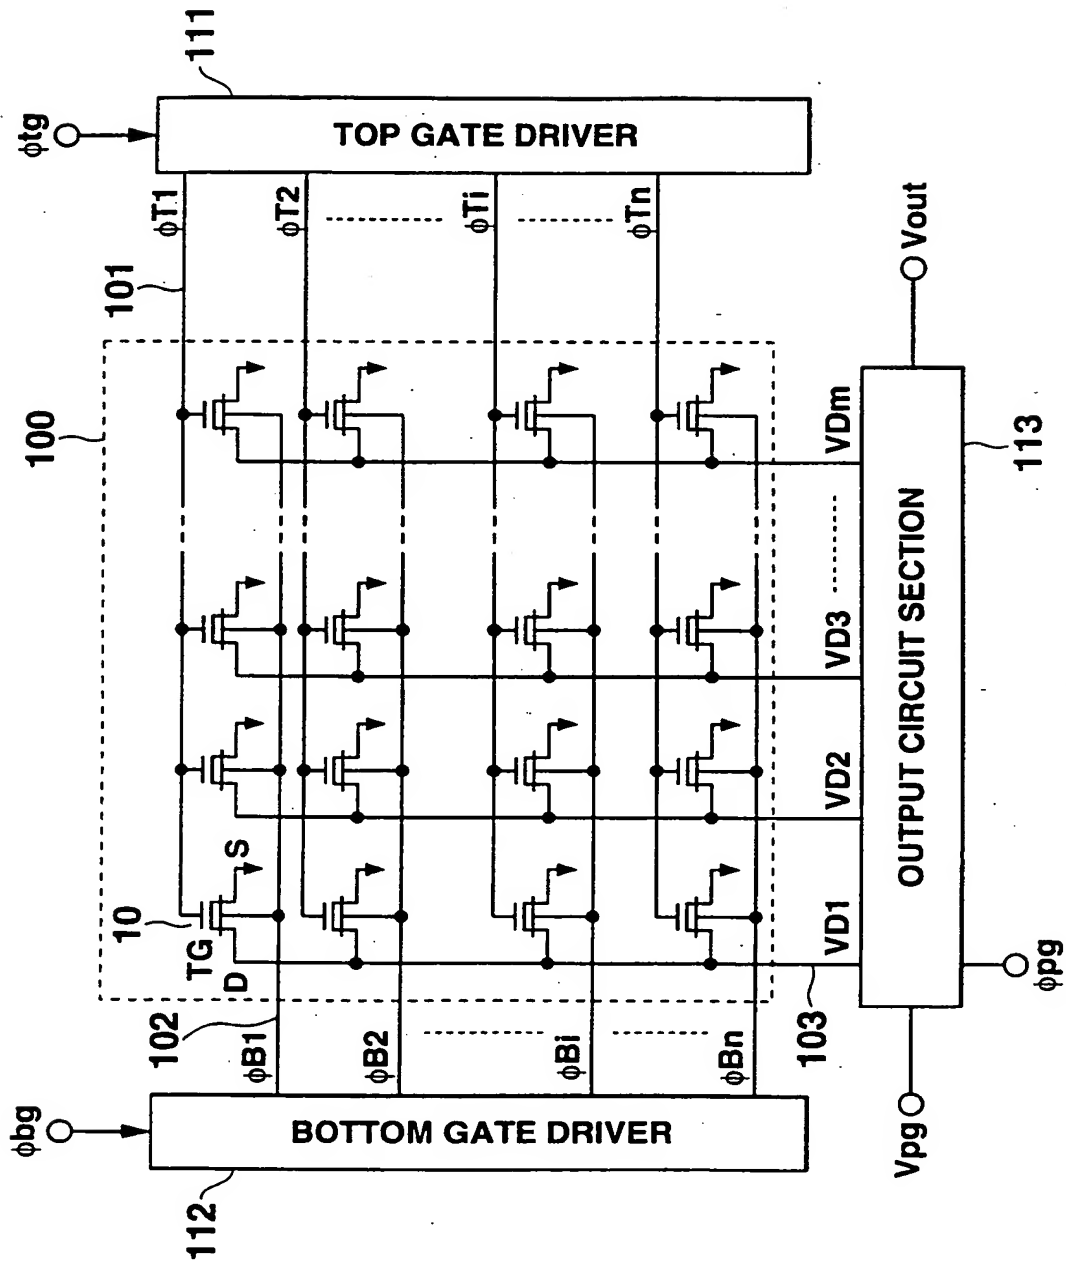 φtg
111
TOP GATE DRIVER
φT1
φT2
φTi
φTn
101
100
10
TG
D
S
102
φB1
φB2
φBi
φBn
φbg
BOTTOM GATE DRIVER
112
103
VD1
VD2
VD3
VDm
OUTPUT CIRCUIT SECTION
113
Vout
Vpg
φpg